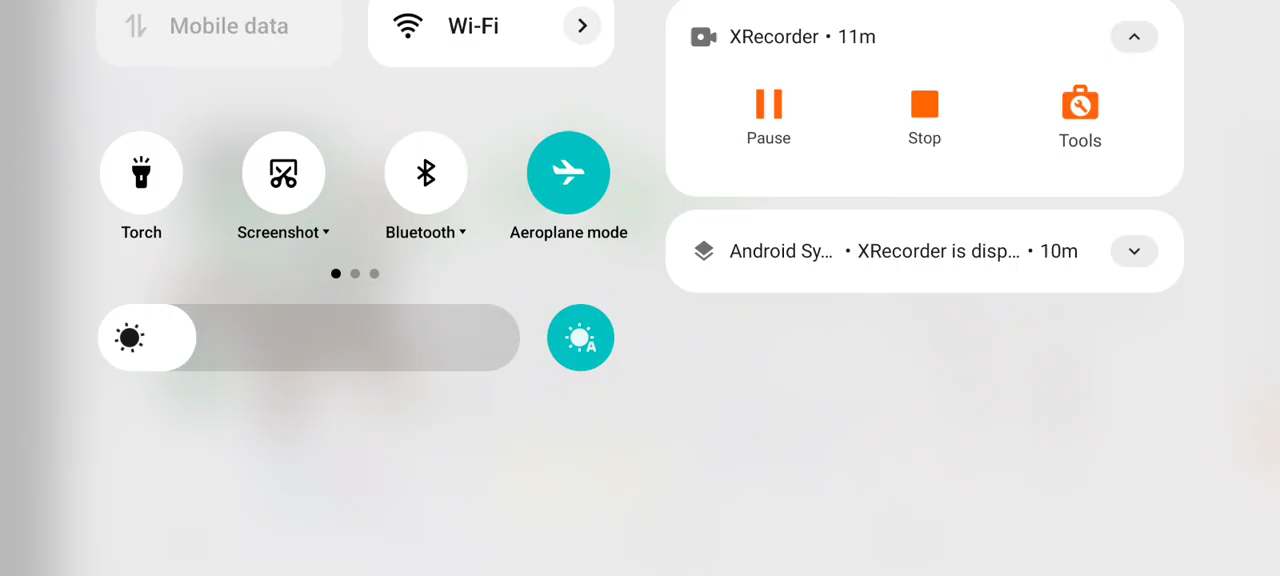 Mobile data
Wi-Fi
Torch
Screenshot
Bluetooth
Aeroplane mode
A
XRecorder • 11m
Pause
Stop
Tools
Android Sy... • XRecorder is disp... • 10m